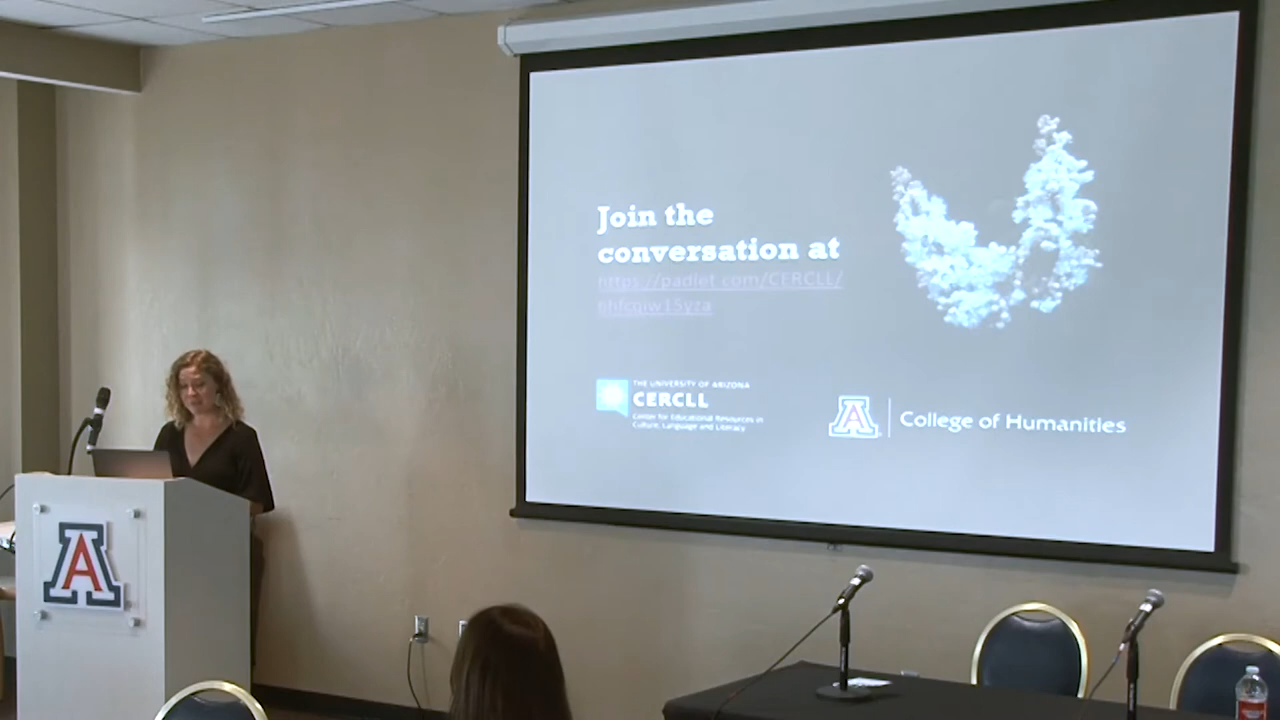 Join the
conversation at
https://padlet.com/CERCLL/
THE UNIVERSITY OF ARIZONA
CERCLL
Center for Educational Resources in
Culture, Language and Literacy
A
College of Humanities
A